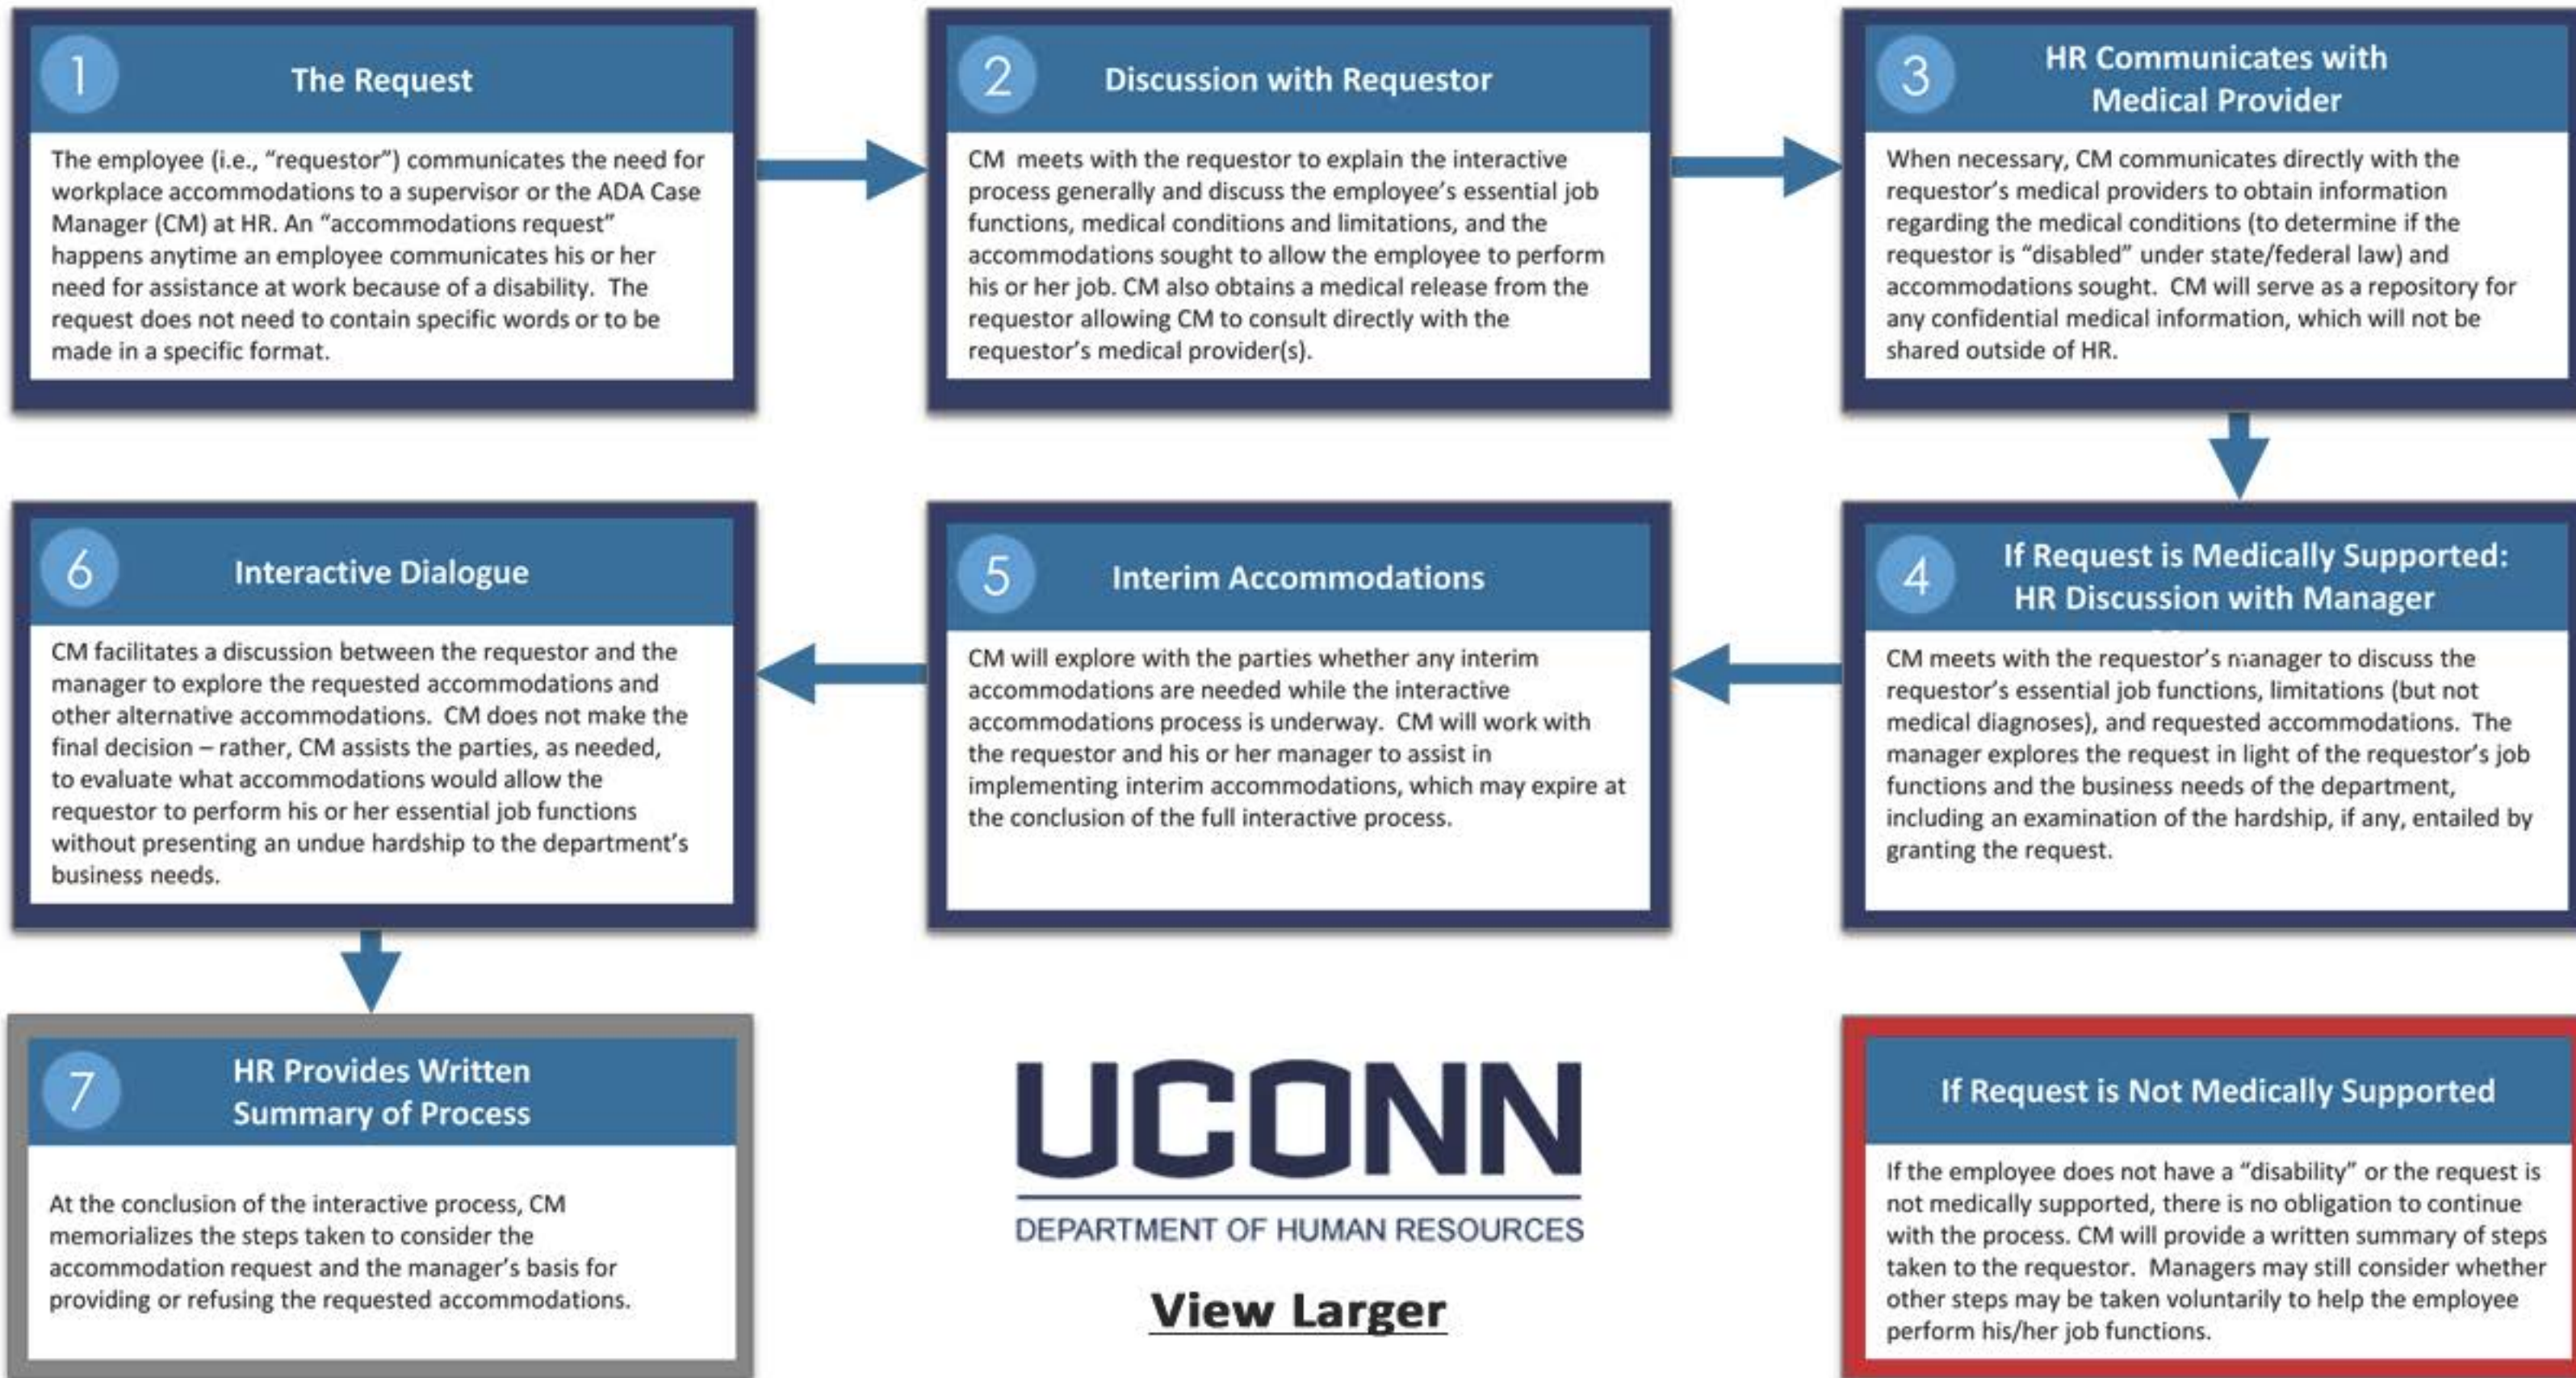 1
The Request
The employee (i.e., “requestor”) communicates the need for
workplace accommodations to a supervisor or the ADA Case
Manager (CM) at HR. An “accommodations request”
happens anytime an employee communicates his or her
need for assistance at work because of a disability.  The
request does not need to contain specific words or to be
made in a specific format.
2
Discussion with Requestor
CM  meets with the requestor to explain the interactive
process generally and discuss the employee’s essential job
functions, medical conditions and limitations, and the
accommodations sought to allow the employee to perform
his or her job. CM also obtains a medical release from the
requestor allowing CM to consult directly with the
requestor’s medical provider(s).
3
HR Communicates with
Medical Provider
When necessary, CM communicates directly with the
requestor’s medical providers to obtain information
regarding the medical conditions (to determine if the
requestor is “disabled” under state/federal law) and
accommodations sought.  CM will serve as a repository for
any confidential medical information, which will not be
shared outside of HR.
4
If Request is Medically Supported:
HR Discussion with Manager
CM meets with the requestor’s manager to discuss the
requestor’s essential job functions, limitations (but not
medical diagnoses), and requested accommodations. The
manager explores the request in light of the requestor’s job
functions and the business needs of the department,
including an examination of the hardship, if any, entailed by
granting the request.
5
Interim Accommodations
CM will explore with the parties whether any interim
accommodations are needed while the interactive
accommodations process is underway.  CM will work with
the requestor and his or her manager to assist in
implementing interim accommodations, which may expire at
the conclusion of the full interactive process.
6
Interactive Dialogue
CM facilitates a discussion between the requestor and the
manager to explore the requested accommodations and
other alternative accommodations.  CM does not make the
final decision – rather, CM assists the parties, as needed,
to evaluate what accommodations would allow the
requestor to perform his or her essential job functions
without presenting an undue hardship to the department’s
business needs.
7
HR Provides Written
Summary of Process
At the conclusion of the interactive process, CM
memorializes the steps taken to consider the
accommodation request and the manager’s basis for
providing or refusing the requested accommodations.
UCONN
DEPARTMENT OF HUMAN RESOURCES
View Larger
If Request is Not Medically Supported
If the employee does not have a “disability” or the request is
not medically supported, there is no obligation to continue
with the process. CM will provide a written summary of steps
taken to the requestor.  Managers may still consider whether
other steps may be taken voluntarily to help the employee
perform his/her job functions.